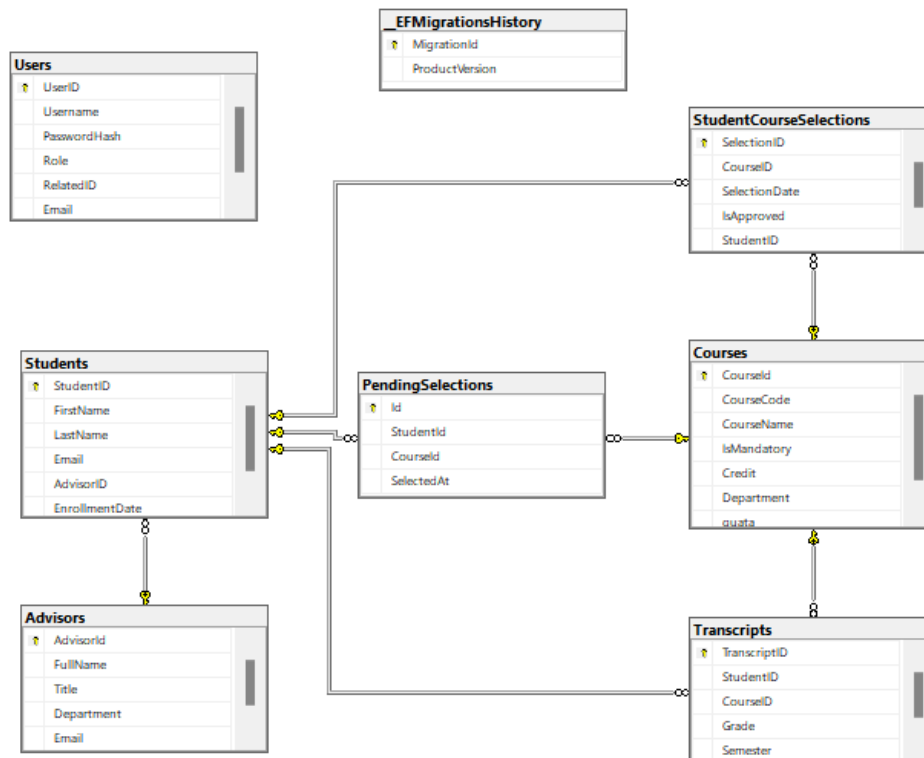 __EFMigrationsHistory
MigrationId
ProductVersion
Users
UserID
Username
PasswordHash
Role
RelatedID
Email
StudentCourseSelections
SelectionID
CourseID
SelectionDate
IsApproved
StudentID
Students
StudentID
FirstName
LastName
Email
AdvisorID
EnrollmentDate
PendingSelections
Id
StudentId
CourseId
SelectedAt
Courses
CourseId
CourseCode
CourseName
IsMandatory
Credit
Department
quata
Advisors
AdvisorId
FullName
Title
Department
Email
Transcripts
TranscriptID
StudentID
CourseID
Grade
Semester